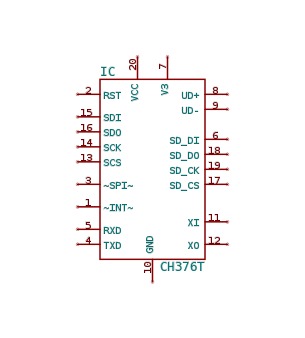 IC
20 VCC
7 V3
2 RST
15 SDI
16 SDO
14 SCK
13 SCS
3 ~SPI~
1 ~INT~
5 RXD
4 TXD
UD+ 8
UD- 9
SD_DI 6
SD_DO 18
SD_CK 19
SD_CS 17
XI 11
XO 12
GND 10
CH376T